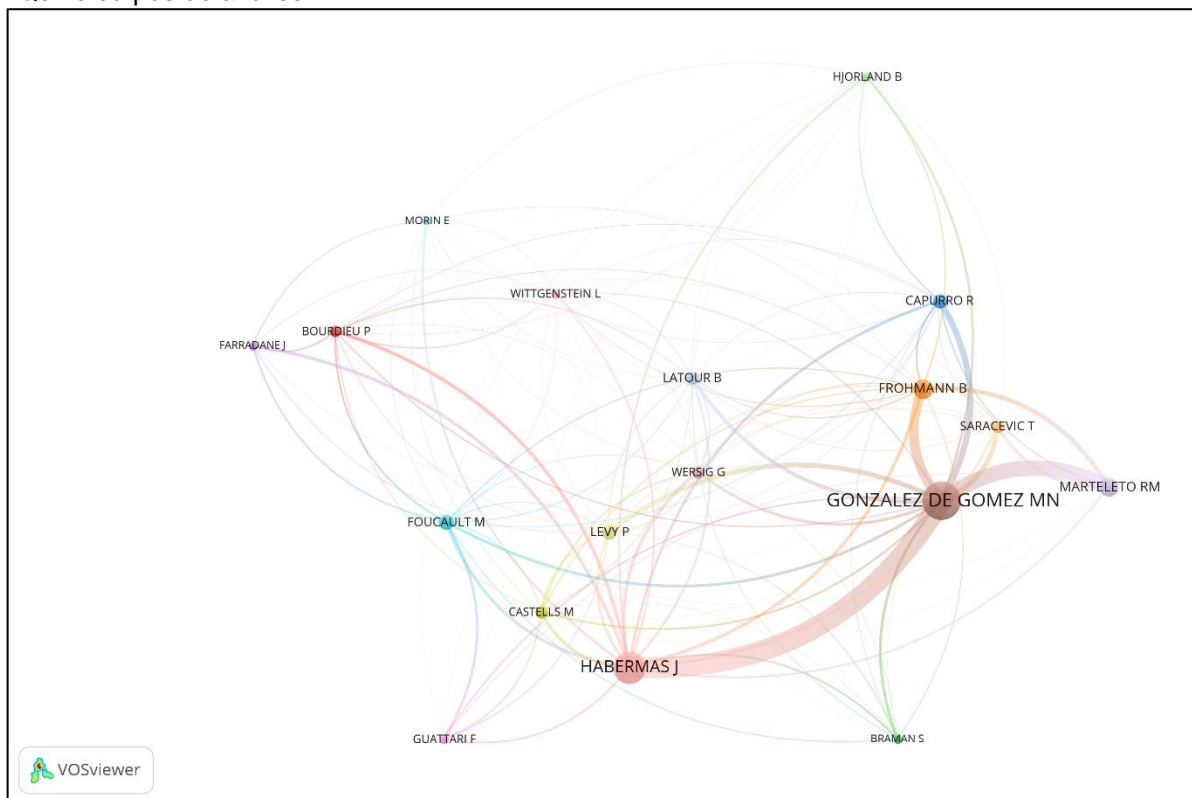 HJORLAND B
MORIN E
WITTGENSTEIN L
CAPURRO R
BOURDIEU P
FARRADANE J
LATOUR B
FROHMANN B
SARACEVIC T
WERSIG G
MARTELETO RM
GONZALEZ DE GOMEZ MN
FOUCAULT M
LEVY P
CASTELLS M
HABERMAS J
GUATTARI F
BRAMAN S
VOSviewer